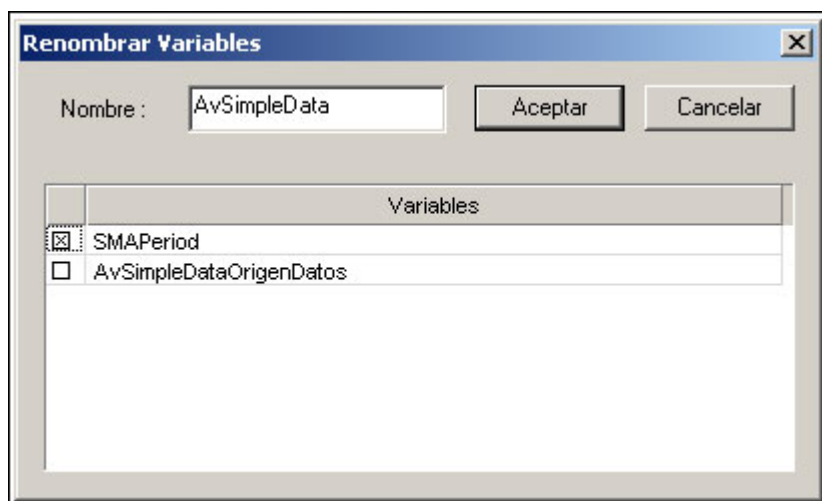 Renombrar Variables
Nombre : AvSimpleData Aceptar Cancelar
Variables
SMAPeriod
AvSimpleDataOrigenDatos